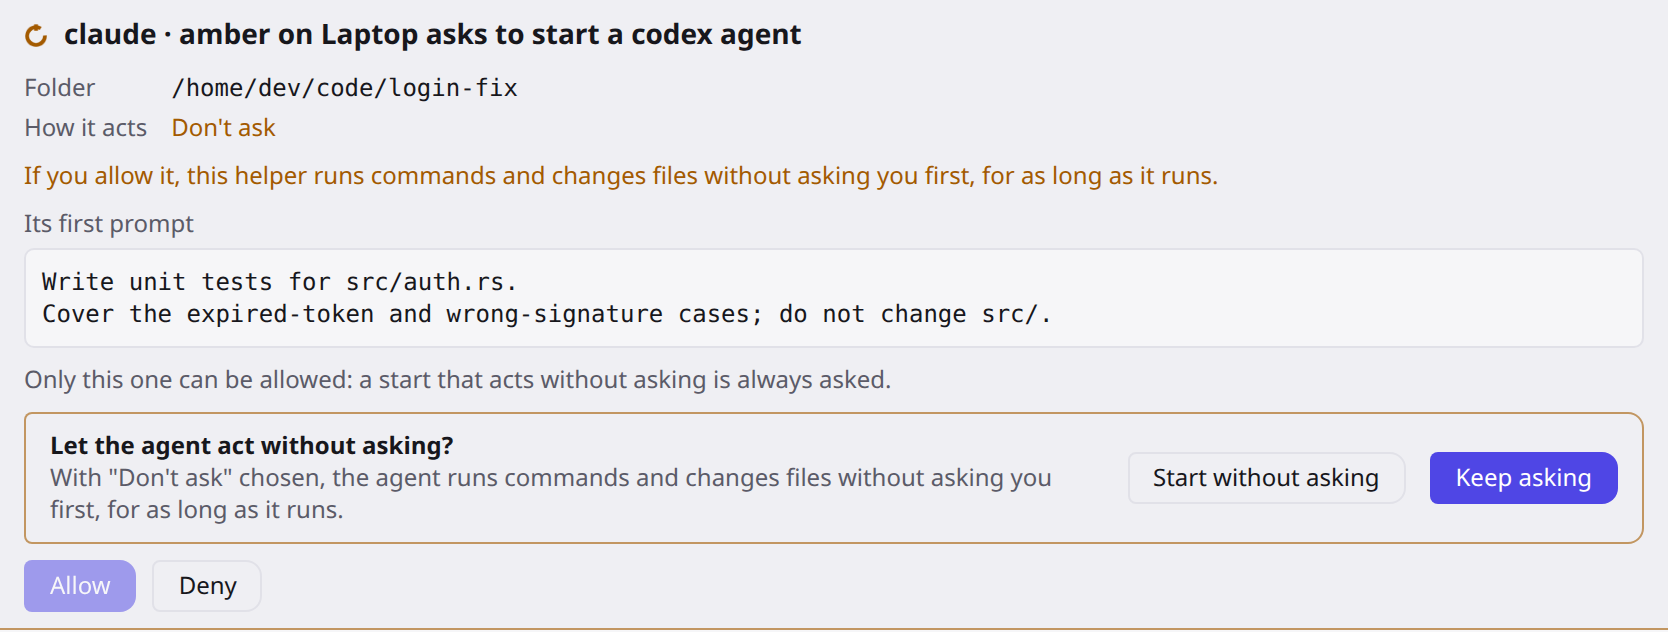 claude · amber on Laptop asks to start a codex agent
Folder /home/dev/code/login-fix
How it acts Don't ask
If you allow it, this helper runs commands and changes files without asking you first, for as long as it runs.
Its first prompt
Write unit tests for src/auth.rs.
Cover the expired-token and wrong-signature cases; do not change src/.
Only this one can be allowed: a start that acts without asking is always asked.
Let the agent act without asking?
With "Don't ask" chosen, the agent runs commands and changes files without asking you
first, for as long as it runs.
Start without asking Keep asking
Allow Deny